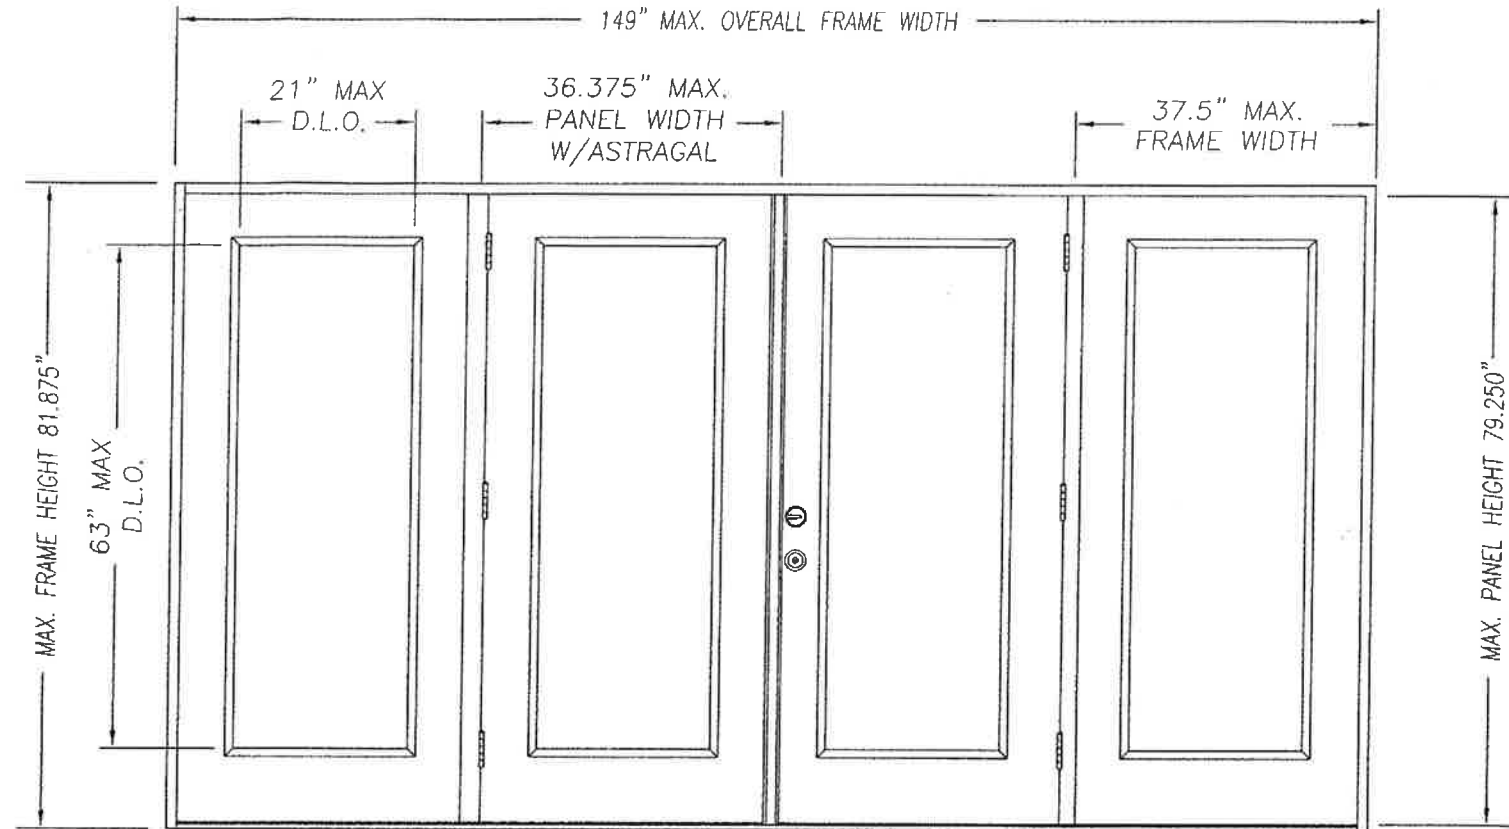 149" MAX. OVERALL FRAME WIDTH
21" MAX
D.L.O.
36.375" MAX.
PANEL WIDTH
W/ASTRAGAL
37.5" MAX.
FRAME WIDTH
MAX. FRAME HEIGHT 81.875"
63" MAX
D.L.O.
MAX. PANEL HEIGHT 79.250"